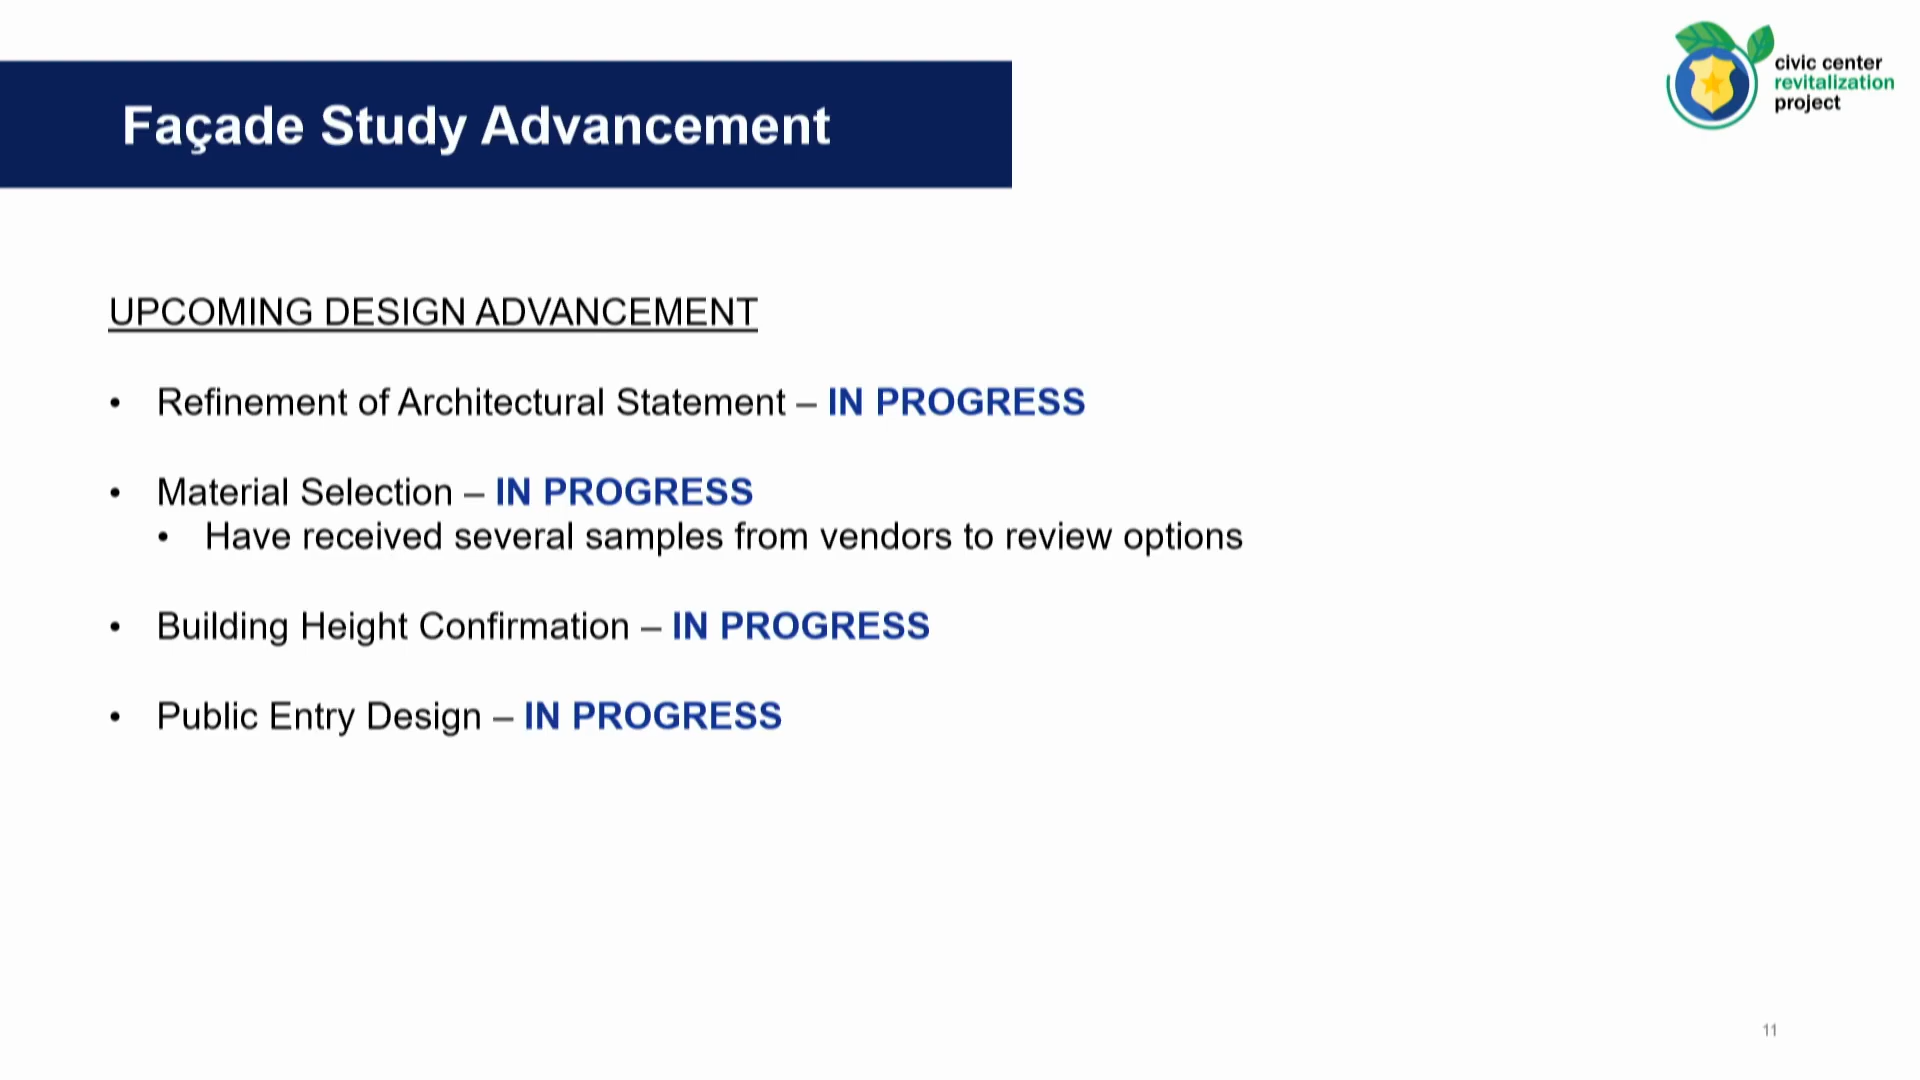 civic center
revitalization
project
Façade Study Advancement
UPCOMING DESIGN ADVANCEMENT
• Refinement of Architectural Statement – IN PROGRESS
• Material Selection – IN PROGRESS
• Have received several samples from vendors to review options
• Building Height Confirmation – IN PROGRESS
• Public Entry Design – IN PROGRESS
11